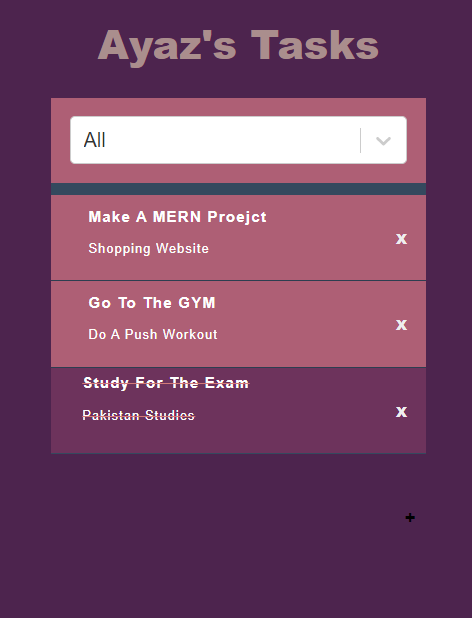 Ayaz's Tasks
All
Make A MERN Proejct
Shopping Website
x
Go To The GYM
Do A Push Workout
x
Study For The Exam
Pakistan Studies
x
+